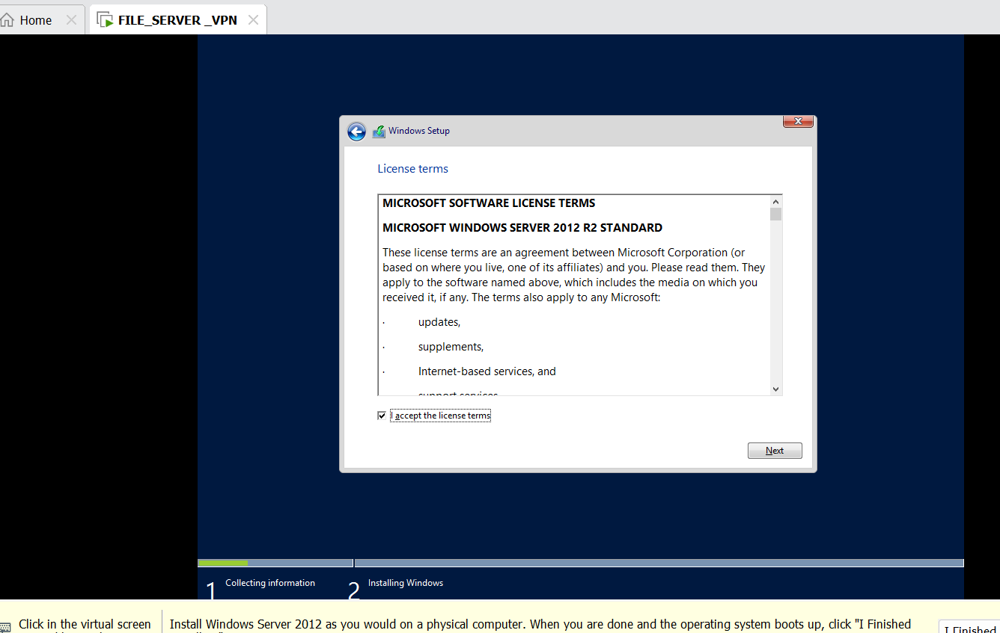 Home
FILE_SERVER _VPN
Windows Setup
License terms
MICROSOFT SOFTWARE LICENSE TERMS
MICROSOFT WINDOWS SERVER 2012 R2 STANDARD
These license terms are an agreement between Microsoft Corporation (or
based on where you live, one of its affiliates) and you. Please read them. They
apply to the software named above, which includes the media on which you
received it, if any. The terms also apply to any Microsoft:
· updates,
· supplements,
· Internet-based services, and
support services
I accept the license terms
Next
1 Collecting information
2 Installing Windows
Click in the virtual screen
Install Windows Server 2012 as you would on a physical computer. When you are done and the operating system boots up, click "I Finished
I Finished